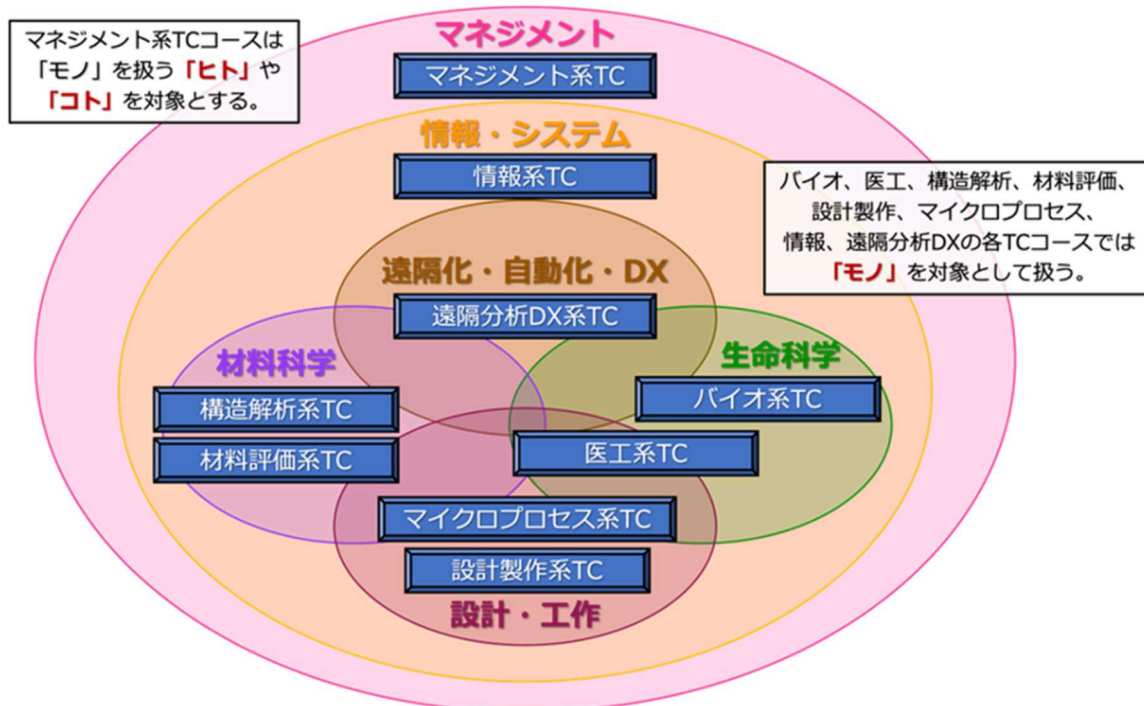 マネジメント系TCコースは
「モノ」を扱う「ヒト」や
「コト」を対象とする。
マネジメント
マネジメント系TC
情報・システム
情報系TC
バイオ、医工、構造解析、材料評価、
設計製作、マイクロプロセス、
情報、遠隔分析DXの各TCコースでは
「モノ」を対象として扱う。
遠隔化・自動化・DX
遠隔分析DX系TC
材料科学
構造解析系TC
材料評価系TC
生命科学
バイオ系TC
医工系TC
マイクロプロセス系TC
設計製作系TC
設計・工作